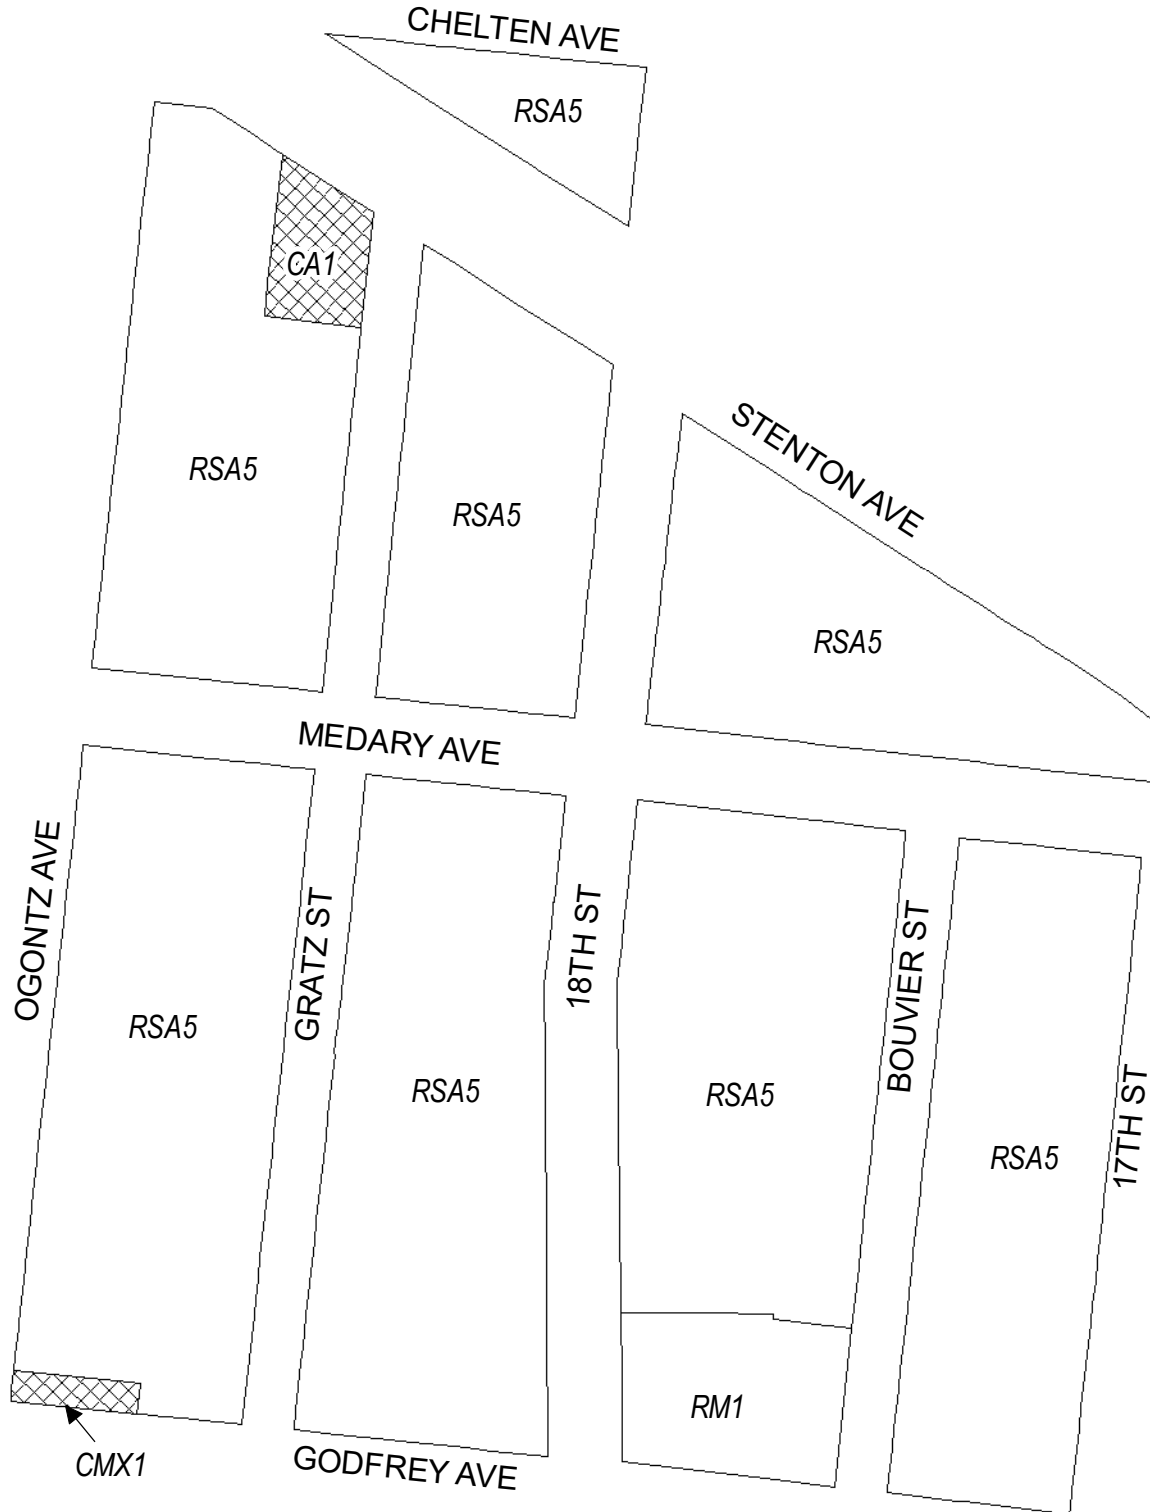 CHELTEN AVE
RSA5
CA1
STENTON AVE
RSA5
RSA5
RSA5
MEDARY AVE
OGONTZ AVE
GRATZ ST
18TH ST
BOUVIER ST
RSA5
RSA5
RSA5
RSA5
17TH ST
RM1
CMX1
GODFREY AVE